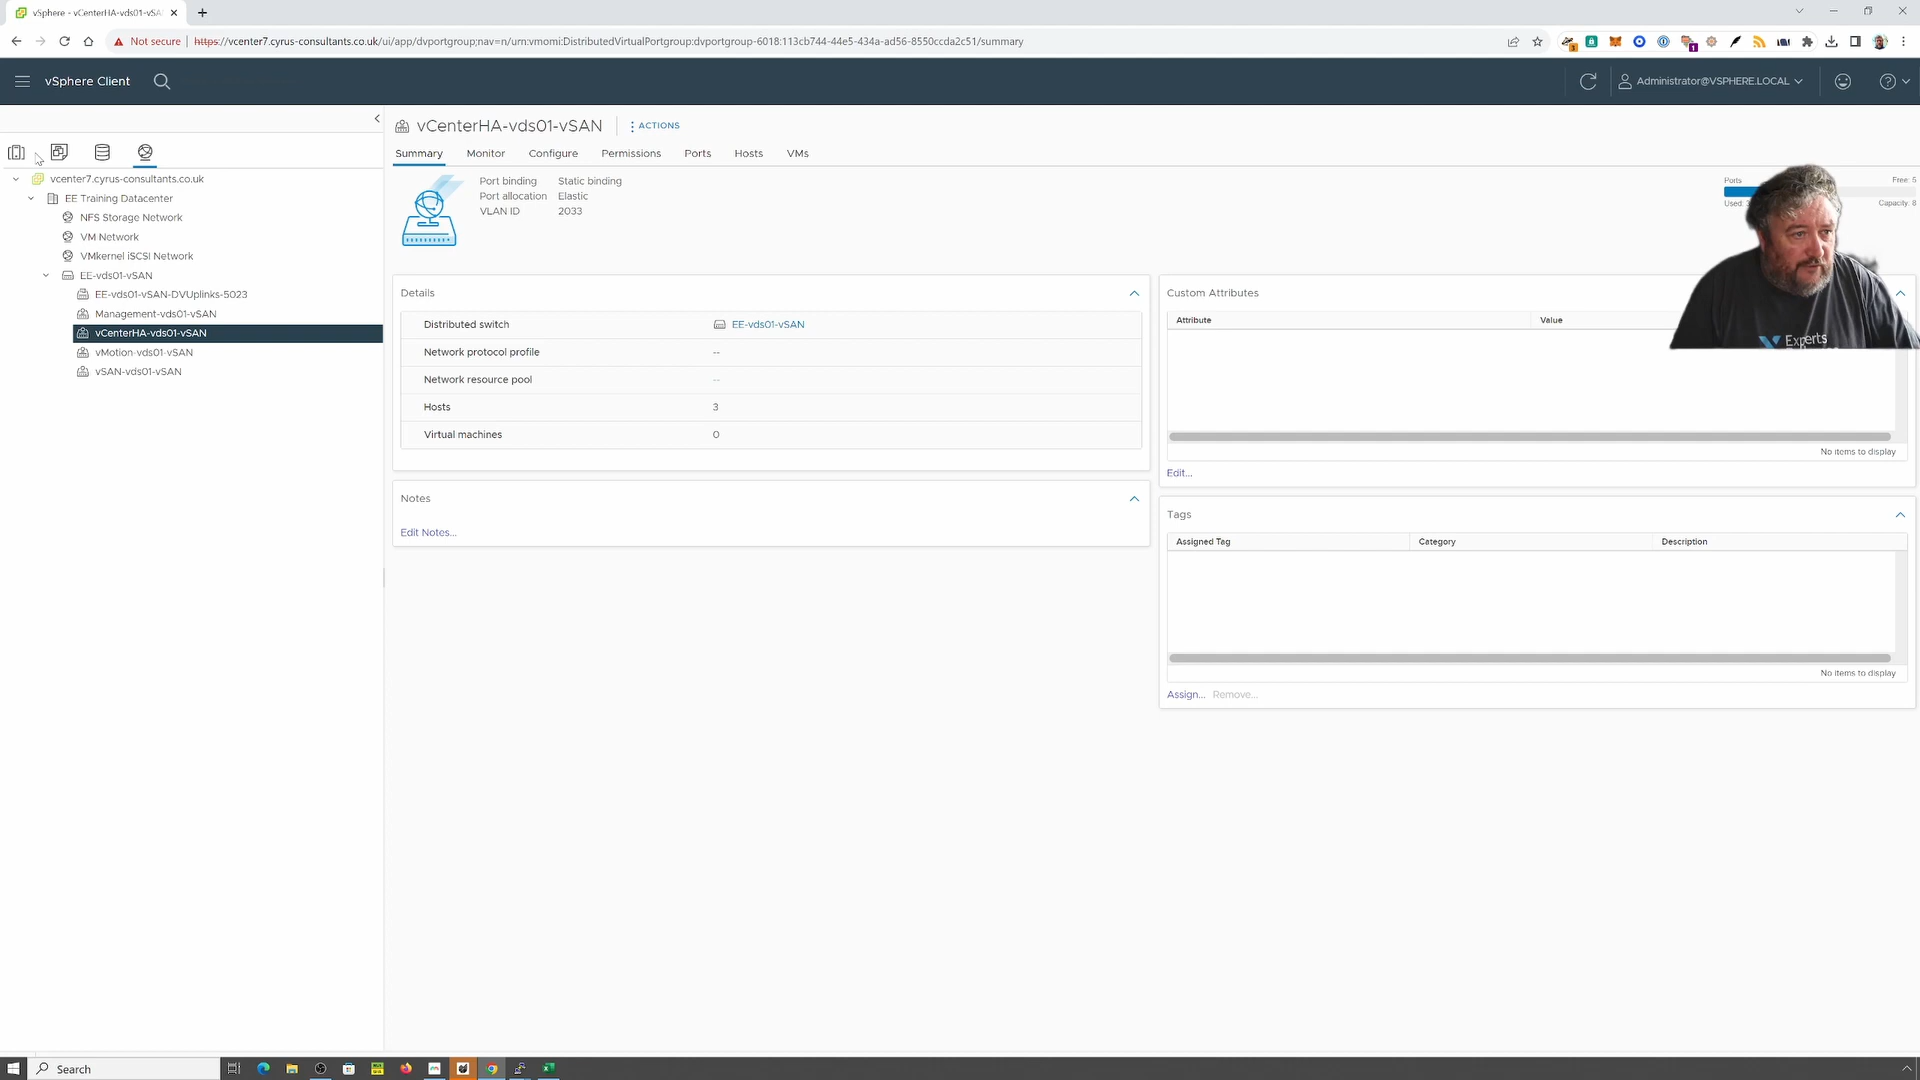 vSphere - vCenterHA-vds01-vSA
Not secure https://vcenter7.cyrus-consultants.co.uk/ui/app/dvportgroup;nav=n/urn:vmomi:DistributedVirtualPortgroup:dvportgroup-6018:113cb744-44e5-434a-ad56-8550ccda2c51/summary
vSphere Client
Administrator@VSPHERE.LOCAL
vCenterHA-vds01-vSAN
ACTIONS
Summary Monitor Configure Permissions Ports Hosts VMs
vcenter7.cyrus-consultants.co.uk
EE Training Datacenter
NFS Storage Network
VM Network
VMkernel iSCSI Network
EE-vds01-vSAN
EE-vds01-vSAN-DVUplinks-5023
Management-vds01-vSAN
vCenterHA-vds01-vSAN
vMotion-vds01-vSAN
vSAN-vds01-vSAN
Port binding Static binding
Port allocation Elastic
VLAN ID 2033
Ports Free: 5
Used: Capacity: 8
Details
Distributed switch EE-vds01-vSAN
Network protocol profile --
Network resource pool --
Hosts 3
Virtual machines 0
Notes
Edit Notes...
Custom Attributes
Attribute Value
No items to display
Edit...
Tags
Assigned Tag Category Description
No items to display
Assign... Remove...
Experts
Search